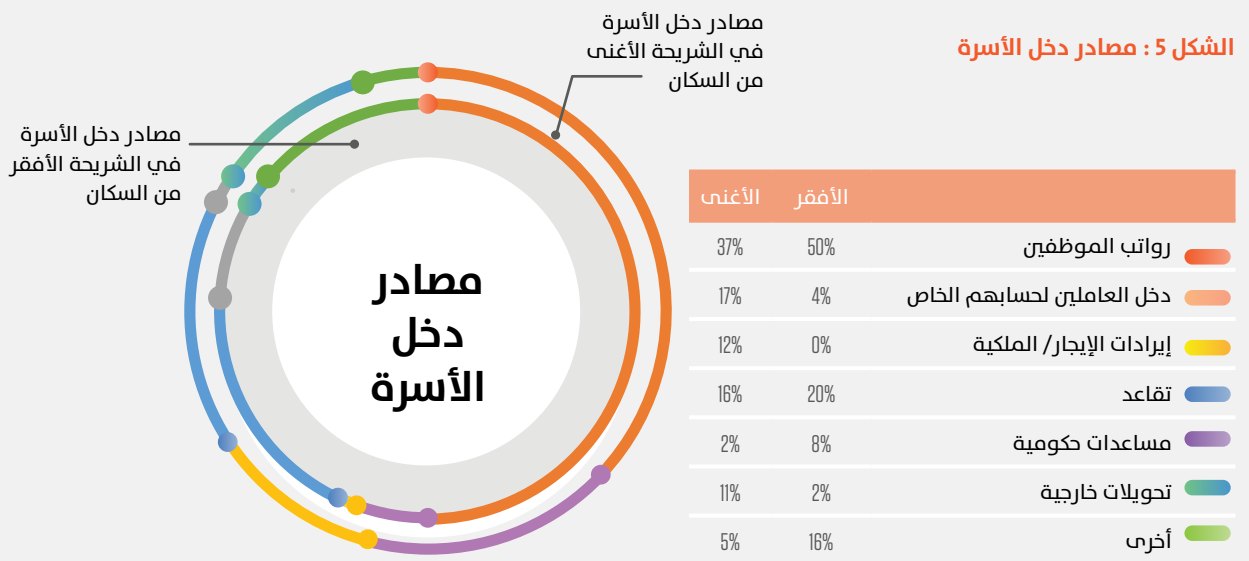 الشكل 5 : مصادر دخل الأسرة
مصادر دخل الأسرة
في الشريحة الأغنى
من السكان
مصادر دخل الأسرة
في الشريحة الأفقر
من السكان
مصادر
دخل
الأسرة
الأفقر الأغنى
رواتب الموظفين 50% 37%
دخل العاملين لحسابهم الخاص 4% 17%
إيرادات الإيجار/ الملكية 0% 12%
تقاعد 20% 16%
مساعدات حكومية 8% 2%
تحويلات خارجية 2% 11%
أخرى 16% 5%